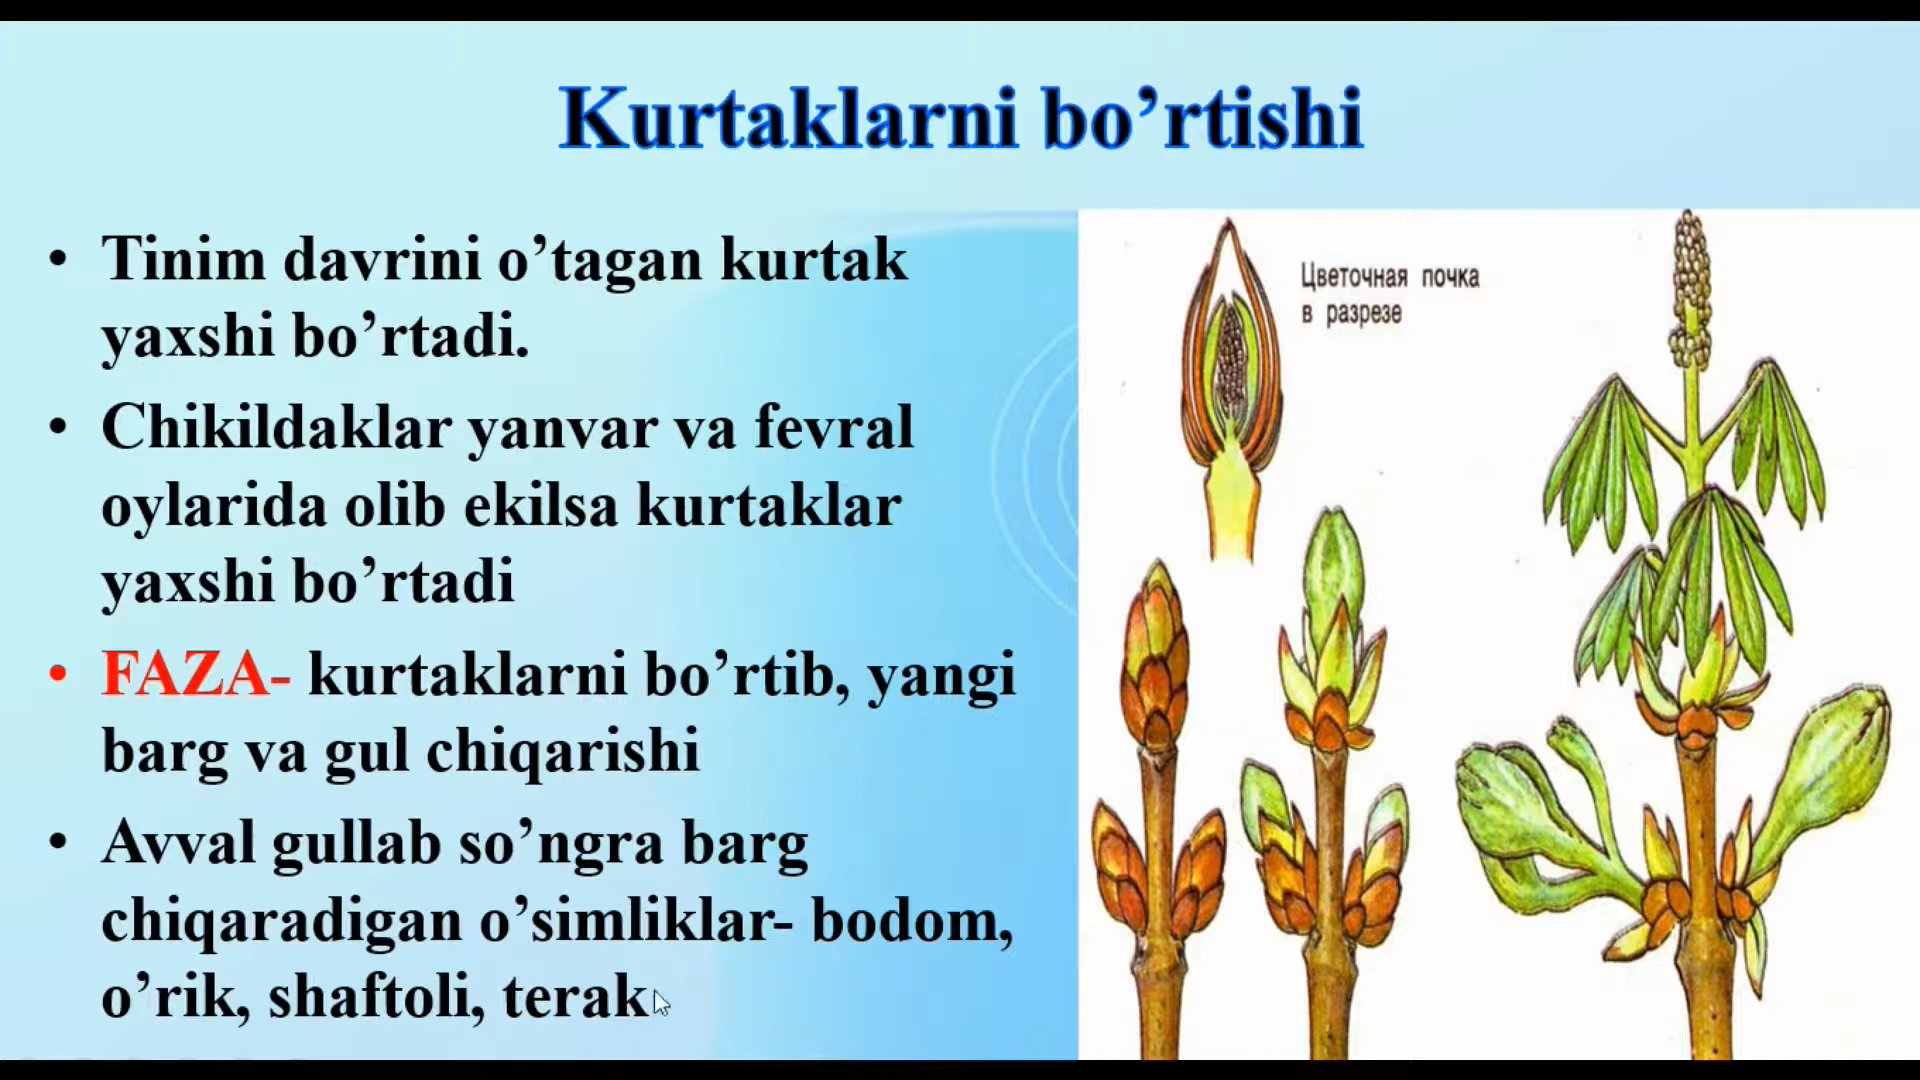 Kurtaklarni bo’rtishi
• Tinim davrini o’tagan kurtak
yaxshi bo’rtadi.
• Chikildaklar yanvar va fevral
oylarida olib ekilsa kurtaklar
yaxshi bo’rtadi
• FAZA- kurtaklarni bo’rtib, yangi
barg va gul chiqarishi
• Avval gullab so’ngra barg
chiqaradigan o’simliklar- bodom,
o’rik, shaftoli, terak
Цветочная почка
в разрезе